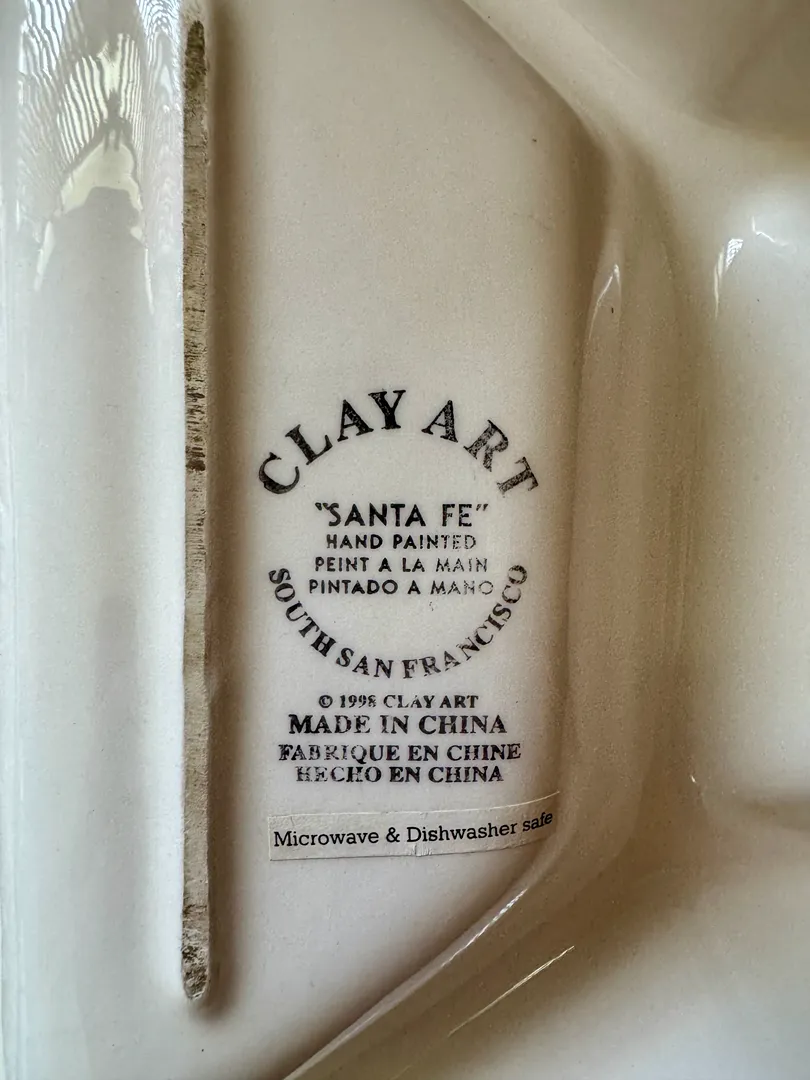 CLAY ART
"SANTA FE"
HAND PAINTED
PEINT A LA MAIN
PINTADO A MANO
SOUTH SAN FRANCISCO
© 1998 CLAY ART
MADE IN CHINA
FABRIQUE EN CHINE
HECHO EN CHINA
Microwave & Dishwasher safe